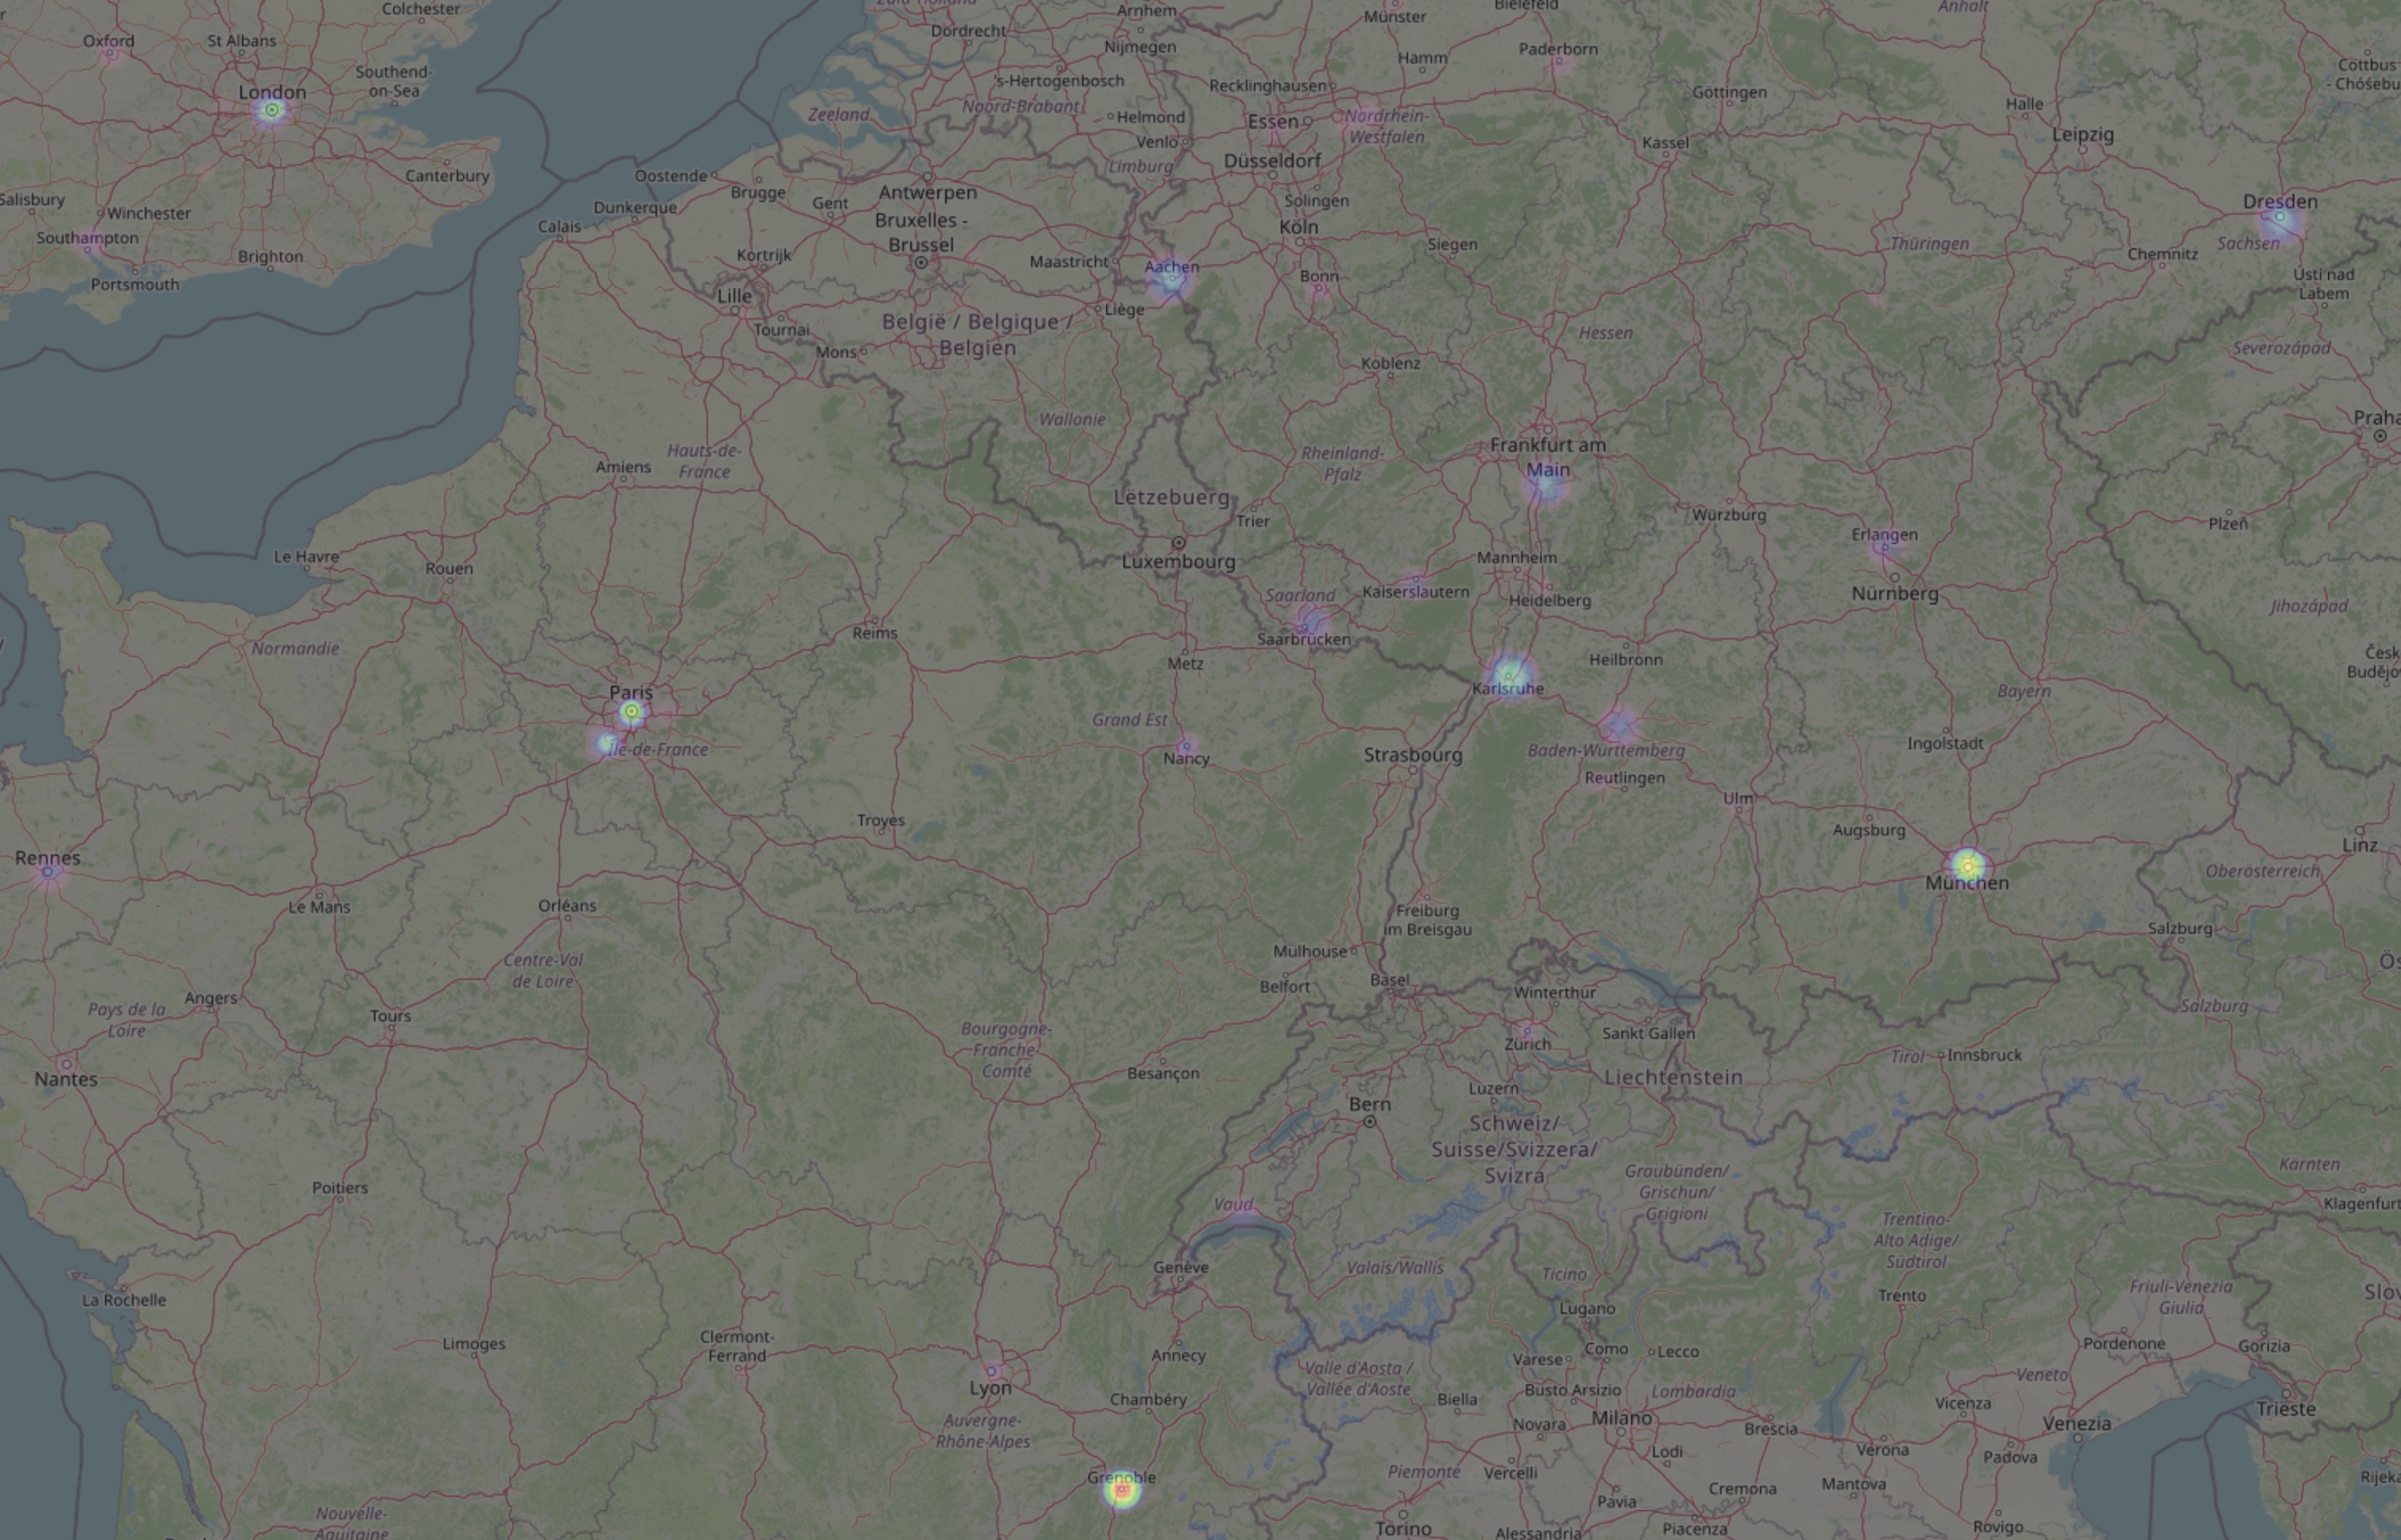 Colchester
Zuid-Holland
Arnhem
Münster
Bielefeld
Anhalt
Oxford
St Albans
Dordrecht
Nijmegen
Hamm
Paderborn
Southend-
on-Sea
's-Hertogenbosch
Recklinghausen
Göttingen
Cottbus
- Chóśebu
London
Zeeland
Noord-Brabant
Helmond
Essen
Nordrhein-
Westfalen
Halle
Leipzig
Venlo
Kassel
Canterbury
Oostende
Brugge
Limburg
Düsseldorf
Salisbury
Winchester
Dunkerque
Gent
Antwerpen
Solingen
Dresden
Southampton
Calais
Bruxelles -
Brussel
Köln
Siegen
Thüringen
Sachsen
Brighton
Kortrijk
Maastricht
Aachen
Bonn
Chemnitz
Portsmouth
Lille
Liège
Ústí nad
Labem
Tournai
België / Belgique /
Belgien
Hessen
Mons
Koblenz
Severozápad
Wallonie
Praha
Hauts-de-
France
Amiens
Rheinland-
Pfalz
Frankfurt am
Main
Lëtzebuerg
Trier
Würzburg
Plzeň
Erlangen
Le Havre
Rouen
Luxembourg
Mannheim
Saarland
Kaiserslautern
Heidelberg
Nürnberg
Jihozápad
Normandie
Reims
Saarbrücken
Metz
Heilbronn
Česk
Budějo
Paris
Karlsruhe
Bayern
Grand Est
Île-de-France
Nancy
Strasbourg
Baden-Württemberg
Ingolstadt
Reutlingen
Troyes
Ulm
Augsburg
Linz
Rennes
München
Oberösterreich
Le Mans
Orléans
Freiburg
im Breisgau
Salzburg
Centre-Val
de Loire
Mulhouse
Ös
Angers
Belfort
Basel
Winterthur
Pays de la
Loire
Tours
Bourgogne-
Franche-
Comté
Zürich
Sankt Gallen
Salzburg
Nantes
Besançon
Tirol
Innsbruck
Luzern
Liechtenstein
Bern
Schweiz/
Suisse/Svizzera/
Svizra
Poitiers
Graubünden/
Grischun/
Grigioni
Kärnten
Vaud
Klagenfurt
Trentino-
Alto Adige/
Südtirol
Genève
Valais/Wallis
Ticino
Friuli-Venezia
Giulia
Slov
La Rochelle
Lugano
Trento
Limoges
Clermont-
Ferrand
Annecy
Varese
Como
Lecco
Pordenone
Gorizia
Lyon
Chambéry
Valle d'Aosta /
Vallée d'Aoste
Biella
Busto Arsizio
Lombardia
Veneto
Vicenza
Trieste
Auvergne-
Rhône-Alpes
Novara
Milano
Brescia
Venezia
Grenoble
Piemonte
Vercelli
Lodi
Verona
Padova
Cremona
Mantova
Rijeka
Nouvelle-
Aquitaine
Pavia
Torino
Alessandria
Piacenza
Rovigo